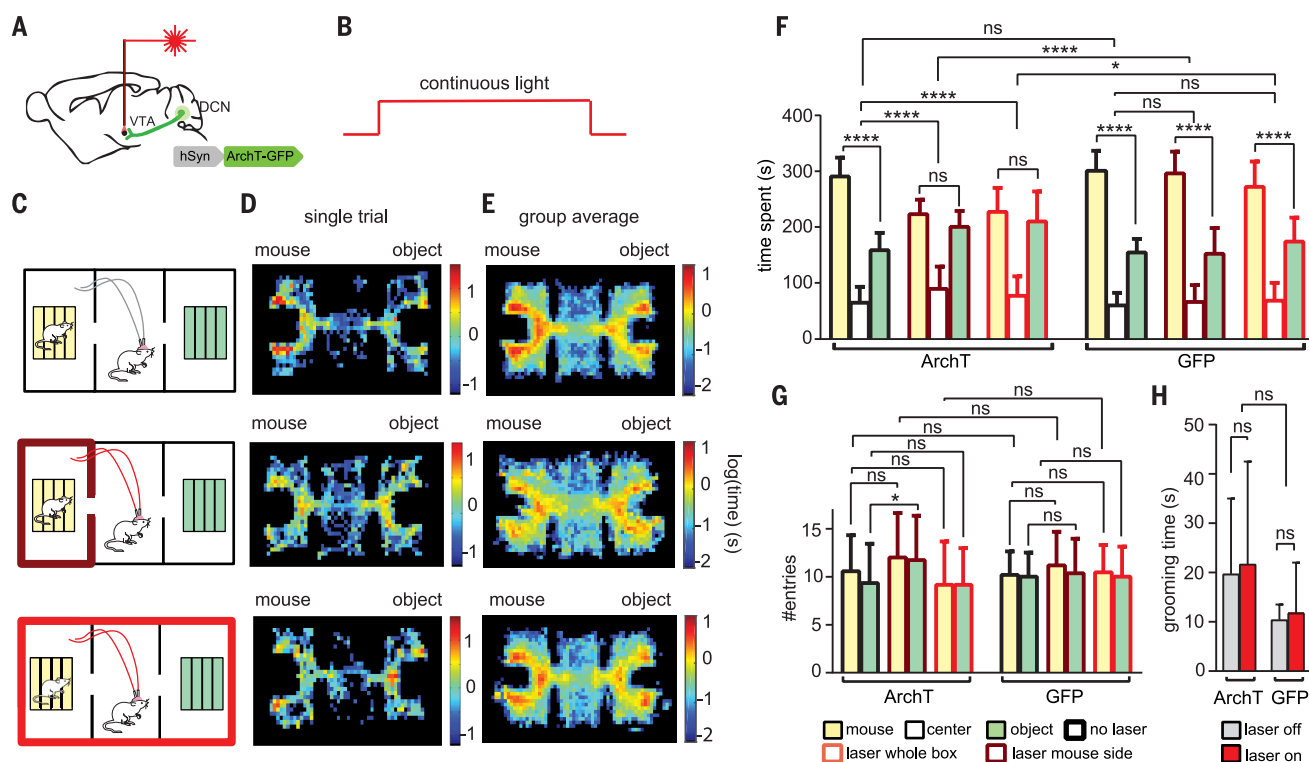 A
VTA
DCN
hSyn
ArchT-GFP
B
continuous light
C
D
single trial
mouse object
1
0
-1
mouse object
1
0
-1
mouse object
1
0
-1
E
group average
mouse object
1
0
-1
-2
mouse object
1
0
-1
-2
log(time) (s)
mouse object
1
0
-1
-2
F
time spent (s)
400
300
200
100
0
ns
****
*
****
****
ns
ns
****
ns
ns
****
****
****
ArchT
GFP
G
#entries
15
10
5
0
ns
ns
ns
ns
ns
ns
ns
*
ns
ns
ns
ns
ArchT
GFP
mouse
center
object
no laser
laser whole box
laser mouse side
H
grooming time (s)
50
40
30
20
10
0
ns
ns
ns
ArchT
GFP
laser off
laser on